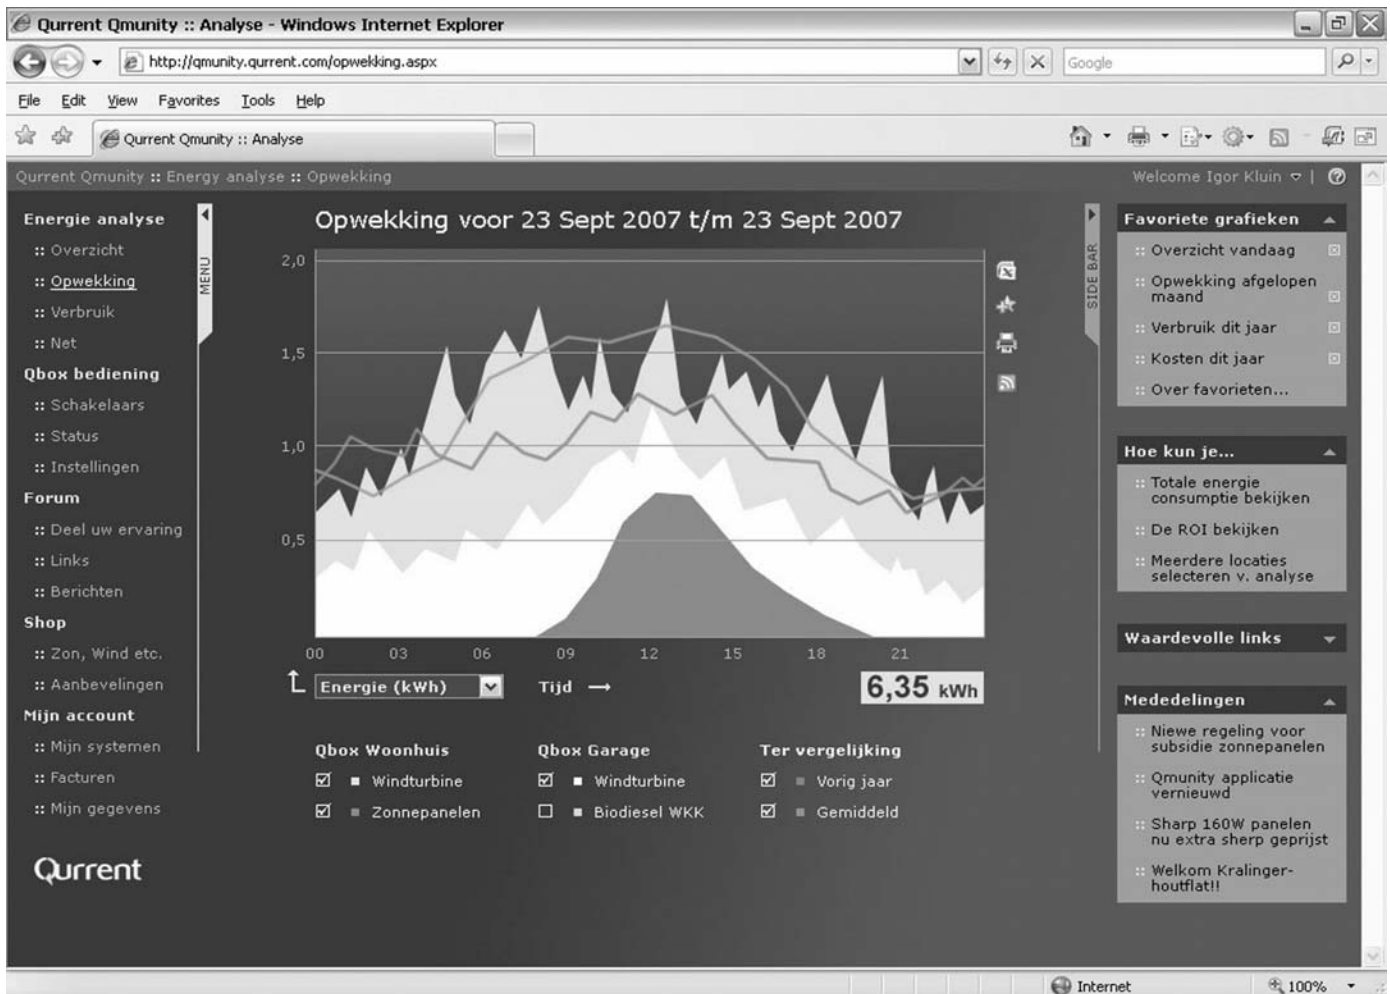 Qurrent Qmunity :: Analyse - Windows Internet Explorer
http://qmunity.qurrent.com/opwekking.aspx
Google
File Edit View Favorites Tools Help
Qurrent Qmunity :: Analyse
Qurrent Qmunity :: Energy analyse :: Opwekking
Welcome Igor Kluin
Energie analyse
:: Overzicht
:: Opwekking
:: Verbruik
:: Net
Qbox bediening
:: Schakelaars
:: Status
:: Instellingen
Forum
:: Deel uw ervaring
:: Links
:: Berichten
Shop
:: Zon, Wind etc.
:: Aanbevelingen
Mijn account
:: Mijn systemen
:: Facturen
:: Mijn gegevens
Qurrent
MENU
Opwekking voor 23 Sept 2007 t/m 23 Sept 2007
2,0
1,5
1,0
0,5
00 03 06 09 12 15 18 21
Energie (kWh)
Tijd →
6,35 kWh
Qbox Woonhuis
Windturbine
Zonnepanelen
Qbox Garage
Windturbine
Biodiesel WKK
Ter vergelijking
Vorig jaar
Gemiddeld
SIDE BAR
Favoriete grafieken
:: Overzicht vandaag
:: Opwekking afgelopen
maand
:: Verbruik dit jaar
:: Kosten dit jaar
:: Over favorieten...
Hoe kun je...
:: Totale energie
consumptie bekijken
:: De ROI bekijken
:: Meerdere locaties
selecteren v. analyse
Waardevolle links
Mededelingen
:: Niewe regeling voor
subsidie zonnepanelen
:: Qmunity applicatie
vernieuwd
:: Sharp 160W panelen
nu extra sherp geprijst
:: Welkom Kralinger-
houtflat!!
Internet
100%